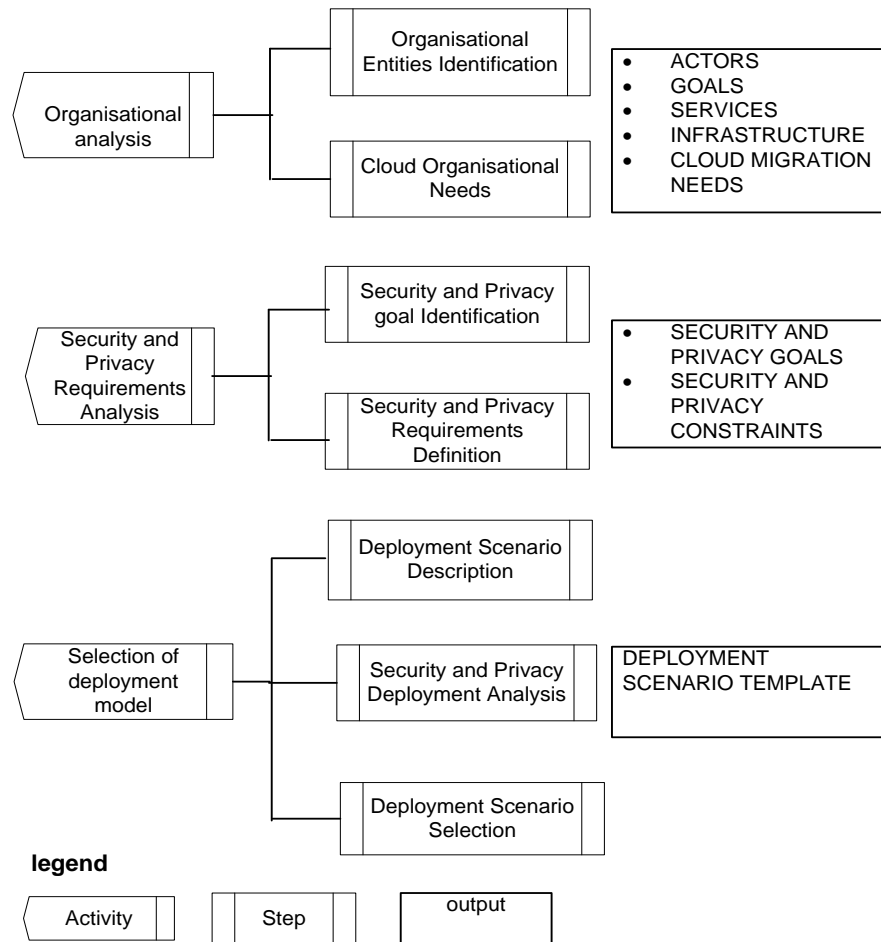 Organisational
analysis
Organisational
Entities Identification
Cloud Organisational
Needs
• ACTORS
• GOALS
• SERVICES
• INFRASTRUCTURE
• CLOUD MIGRATION
NEEDS
Security and
Privacy
Requirements
Analysis
Security and Privacy
goal Identification
Security and Privacy
Requirements
Definition
• SECURITY AND
PRIVACY GOALS
• SECURITY AND
PRIVACY
CONSTRAINTS
Selection of
deployment
model
Deployment Scenario
Description
Security and Privacy
Deployment Analysis
Deployment Scenario
Selection
DEPLOYMENT
SCENARIO TEMPLATE
legend
Activity
Step
output